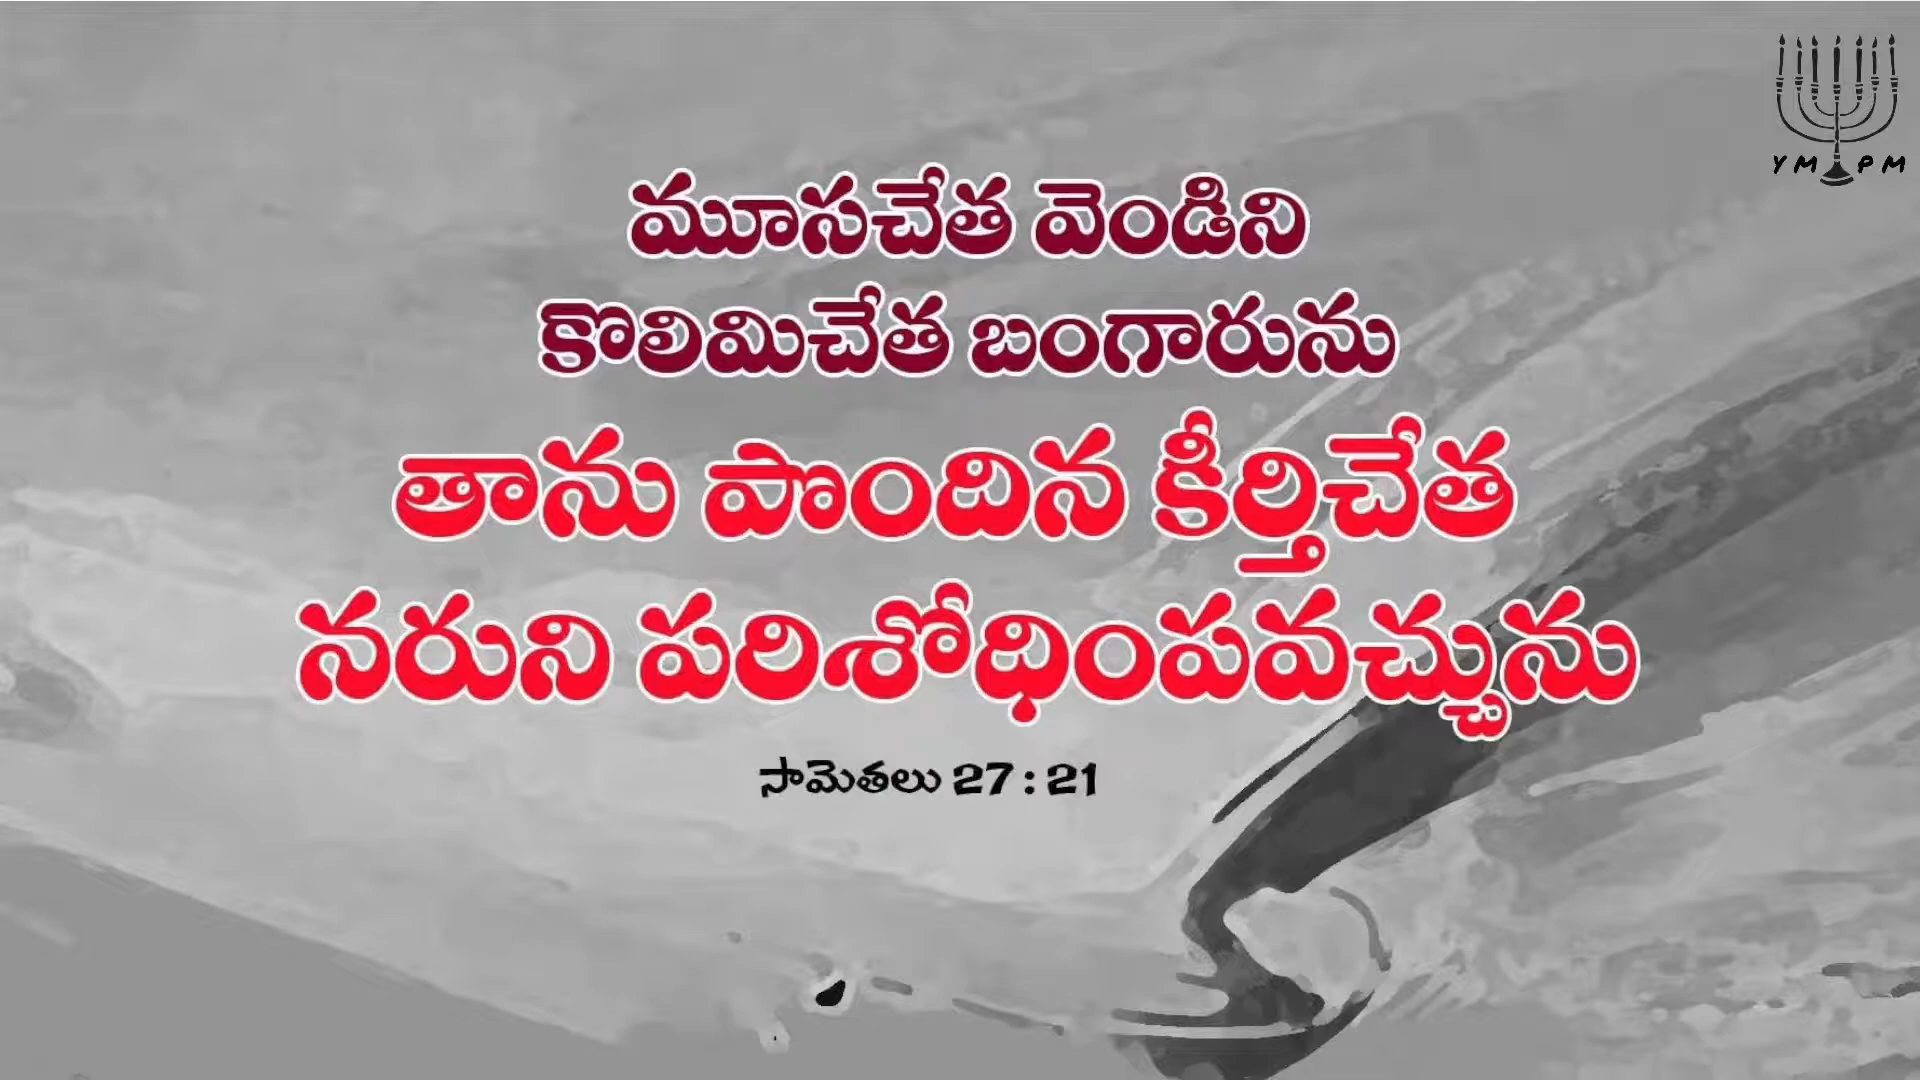 YM PM
మూసచేత వెండిని
కొలిమిచేత బంగారును
తాను పొందిన కీర్తిచేత
నరుని పరిశోధింపవచ్చును
సామెతలు 27 : 21